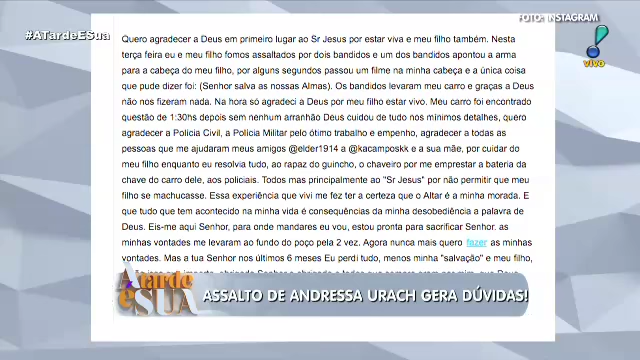 FOTO: INSTAGRAM
#ATardeÉSua
vivo
Quero agradecer a Deus em primeiro lugar ao Sr Jesus por estar viva e meu filho também. Nesta
terça feira eu e meu filho fomos assaltados por dois bandidos e um dos bandidos apontou a arma
para a cabeça do meu filho, por alguns segundos passou um filme na minha cabeça e a única coisa
que pude dizer foi: (Senhor salva as nossas Almas). Os bandidos levaram meu carro e graças a Deus
não nos fizeram nada. Na hora só agradeci a Deus por meu filho estar vivo. Meu carro foi encontrado
questão de 1:30hs depois sem nenhum arranhão Deus cuidou de tudo nos mínimos detalhes, quero
agradecer a Policia Civil, a Policia Militar pelo ótimo trabalho e empenho, agradecer a todas as
pessoas que me ajudaram meus amigos @elder1914 a @kacamposkk e a sua mãe, por cuidar do
meu filho enquanto eu resolvia tudo, ao rapaz do guincho, o chaveiro por me emprestar a bateria da
chave do carro dele, aos policiais. Todos mas principalmente ao "Sr Jesus" por não permitir que meu
filho se machucasse. Essa experiência que vivi me fez ter a certeza que o Altar é a minha morada. E
que tudo que tem acontecido na minha vida é consequências da minha desobediência a palavra de
Deus. Eis-me aqui Senhor, para onde mandares eu vou, estou pronta para sacrificar Senhor. as
minhas vontades me levaram ao fundo do poço pela 2 vez. Agora nunca mais quero fazer as minhas
vontades. Mas a tua Senhor nos últimos 6 meses Eu perdi tudo, menos minha "salvação" e meu filho,
A tarde é SUA
ASSALTO DE ANDRESSA URACH GERA DÚVIDAS!